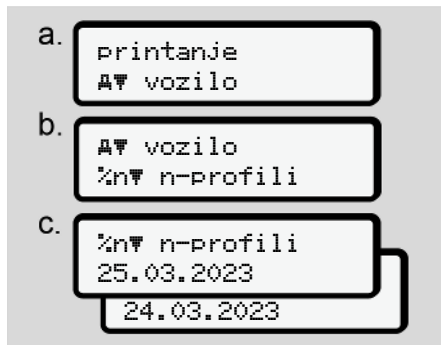 a.
printanje
A▼ vozilo
b.
A▼ vozilo
%n▼ n-profili
c.
%n▼ n-profili
25.03.2023
24.03.2023